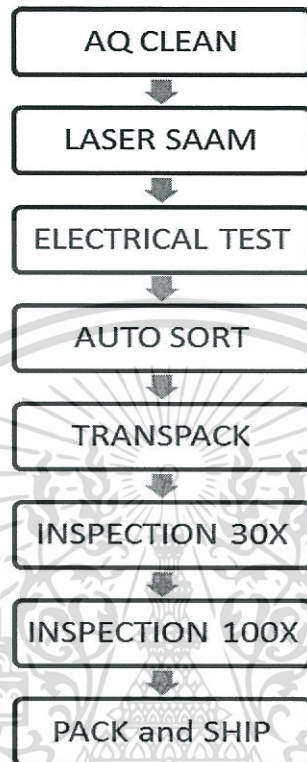 AQ CLEAN
LASER SAAM
ELECTRICAL TEST
AUTO SORT
TRANSPACK
INSPECTION 30X
INSPECTION 100X
PACK and SHIP